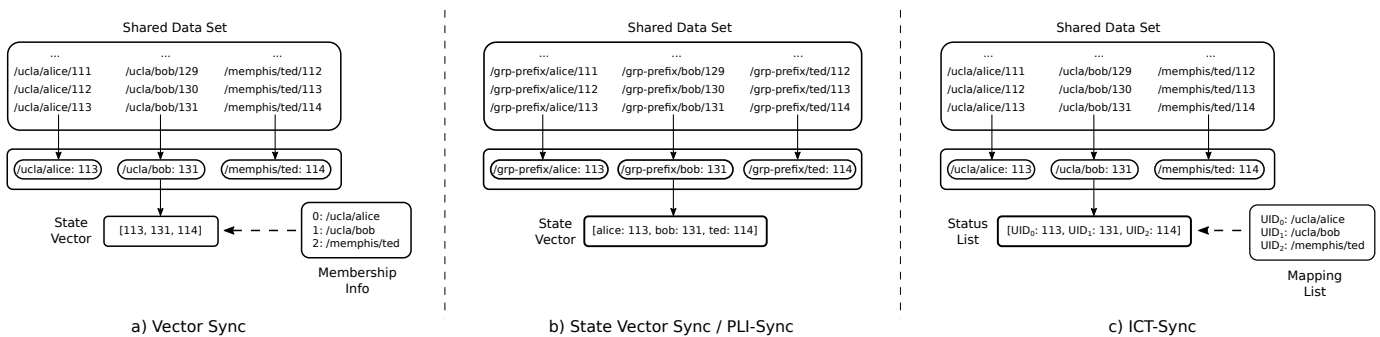 Shared Data Set
... ... ...
/ucla/alice/111 /ucla/bob/129 /memphis/ted/112
/ucla/alice/112 /ucla/bob/130 /memphis/ted/113
/ucla/alice/113 /ucla/bob/131 /memphis/ted/114
/ucla/alice: 113 /ucla/bob: 131 /memphis/ted: 114
State
Vector
[113, 131, 114]
0: /ucla/alice
1: /ucla/bob
2: /memphis/ted
Membership
Info
a) Vector Sync
Shared Data Set
... ... ...
/grp-prefix/alice/111 /grp-prefix/bob/129 /grp-prefix/ted/112
/grp-prefix/alice/112 /grp-prefix/bob/130 /grp-prefix/ted/113
/grp-prefix/alice/113 /grp-prefix/bob/131 /grp-prefix/ted/114
/grp-prefix/alice: 113 /grp-prefix/bob: 131 /grp-prefix/ted: 114
State
Vector
[alice: 113, bob: 131, ted: 114]
b) State Vector Sync / PLI-Sync
Shared Data Set
... ... ...
/ucla/alice/111 /ucla/bob/129 /memphis/ted/112
/ucla/alice/112 /ucla/bob/130 /memphis/ted/113
/ucla/alice/113 /ucla/bob/131 /memphis/ted/114
/ucla/alice: 113 /ucla/bob: 131 /memphis/ted: 114
Status
List
[UID₀: 113, UID₁: 131, UID₂: 114]
UID₀: /ucla/alice
UID₁: /ucla/bob
UID₂: /memphis/ted
Mapping
List
c) ICT-Sync